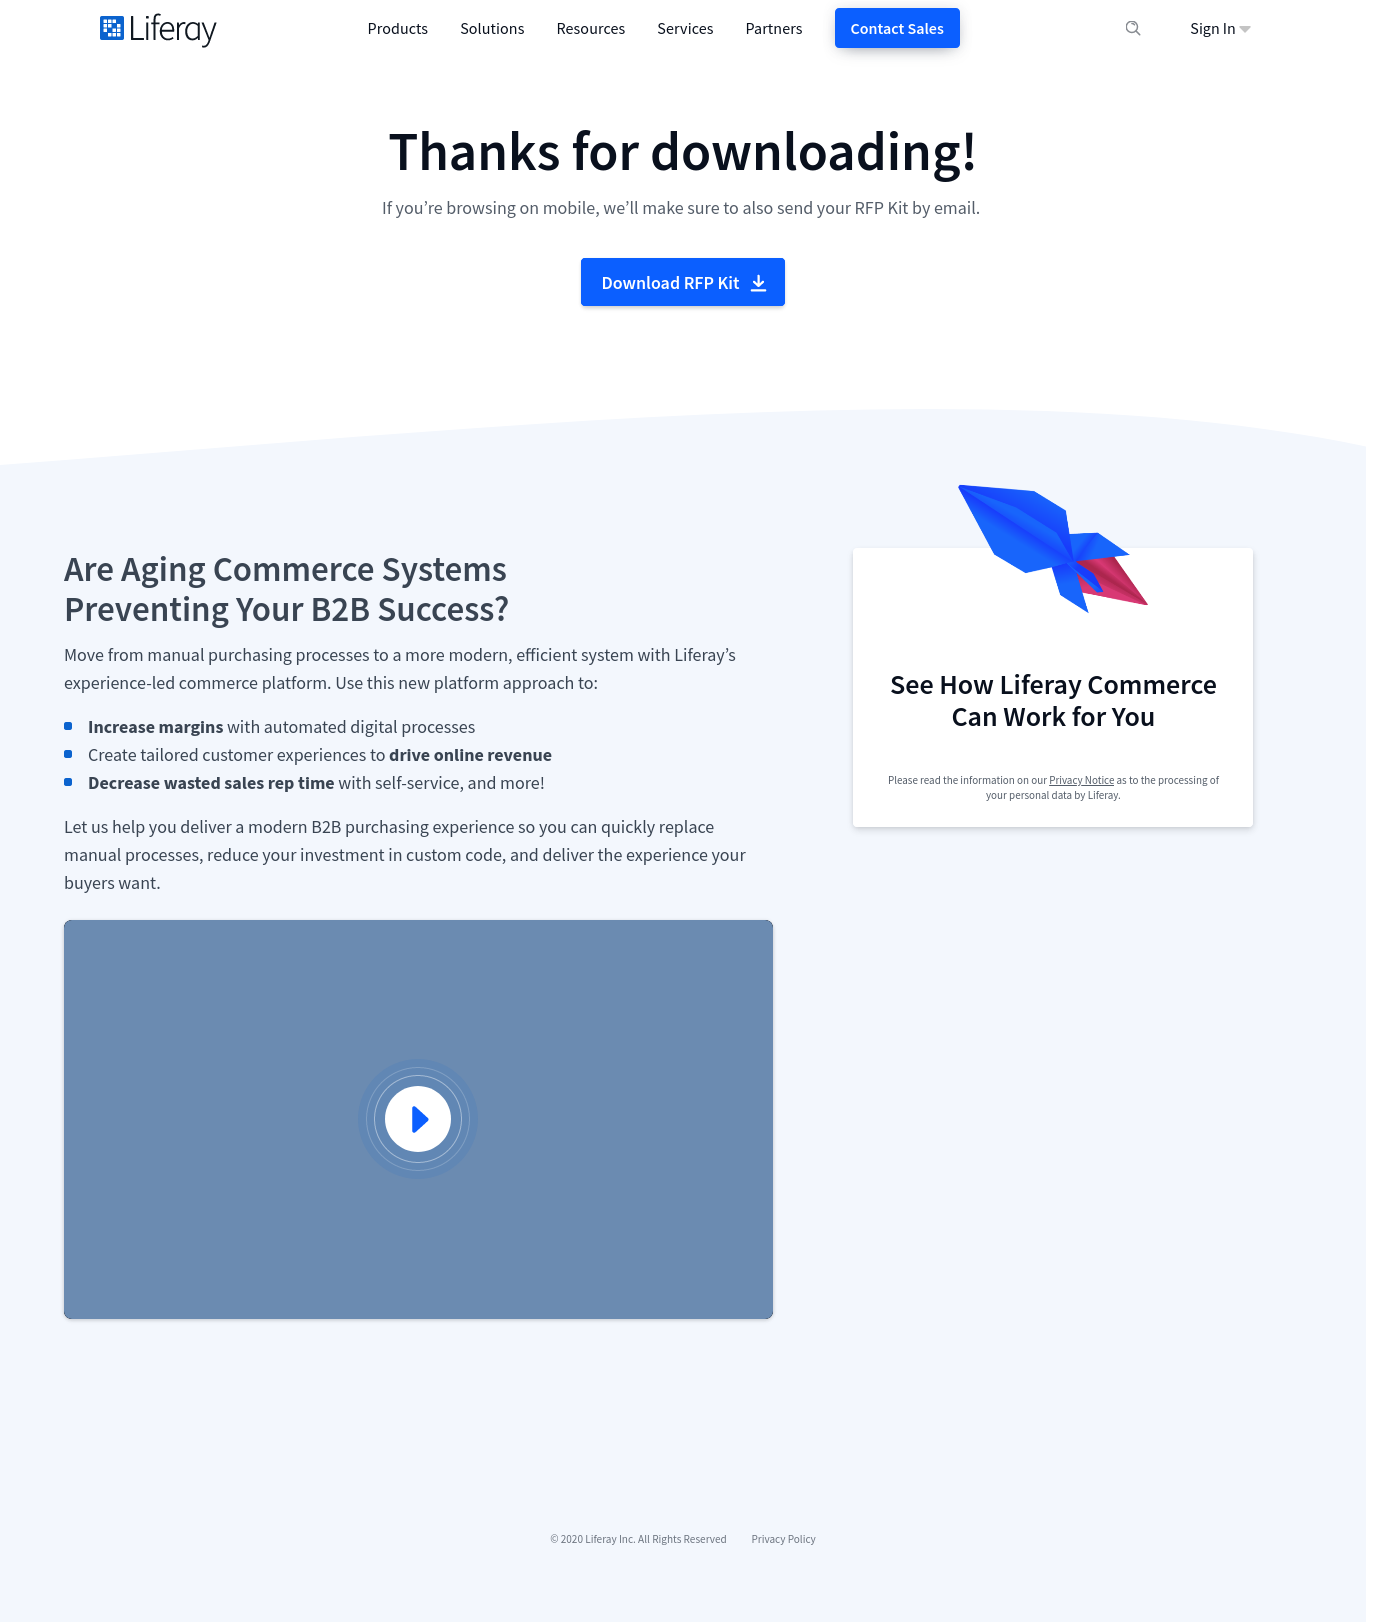 Liferay
Products
Solutions
Resources
Services
Partners
Contact Sales
Sign In
Thanks for downloading!
If you’re browsing on mobile, we’ll make sure to also send your RFP Kit by email.
Download RFP Kit
Are Aging Commerce Systems
Preventing Your B2B Success?
Move from manual purchasing processes to a more modern, efficient system with Liferay’s
experience-led commerce platform. Use this new platform approach to:
Increase margins with automated digital processes
Create tailored customer experiences to drive online revenue
Decrease wasted sales rep time with self-service, and more!
Let us help you deliver a modern B2B purchasing experience so you can quickly replace
manual processes, reduce your investment in custom code, and deliver the experience your
buyers want.
See How Liferay Commerce
Can Work for You
Please read the information on our Privacy Notice as to the processing of
your personal data by Liferay.
© 2020 Liferay Inc. All Rights Reserved
Privacy Policy